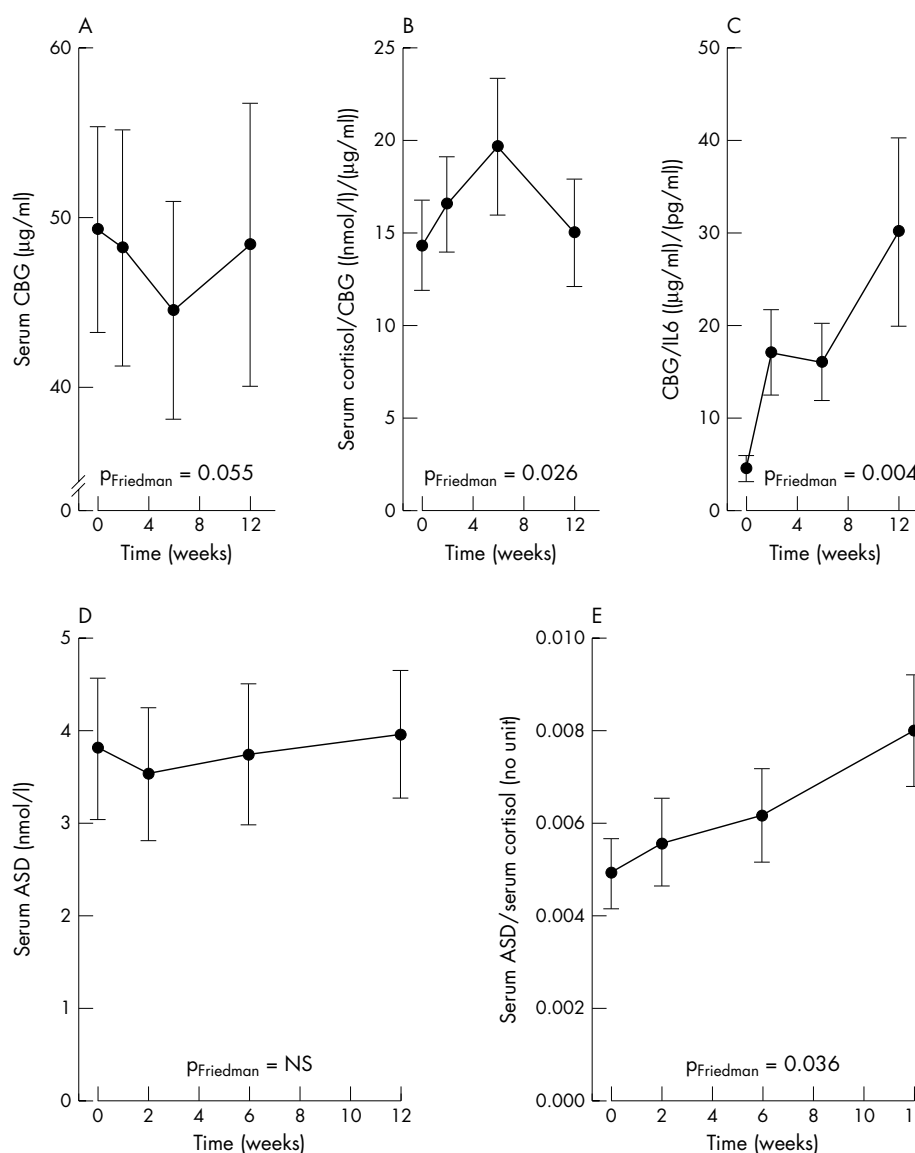 A
60
50
40
0
Serum CBG (µg/ml)
pFriedman = 0.055
0 4 8 12
Time (weeks)
B
25
20
15
10
5
0
Serum cortisol/CBG ((nmol/l)/(µg/ml))
pFriedman = 0.026
0 4 8 12
Time (weeks)
C
50
40
30
20
10
0
CBG/IL6 ((µg/ml)/(pg/ml))
pFriedman = 0.004
0 4 8 12
Time (weeks)
D
5
4
3
2
1
0
Serum ASD (nmol/l)
pFriedman = NS
0 2 4 6 8 10 12
Time (weeks)
E
0.010
0.008
0.006
0.004
0.002
0.000
Serum ASD/serum cortisol (no unit)
pFriedman = 0.036
0 2 4 6 8 10
Time (weeks)